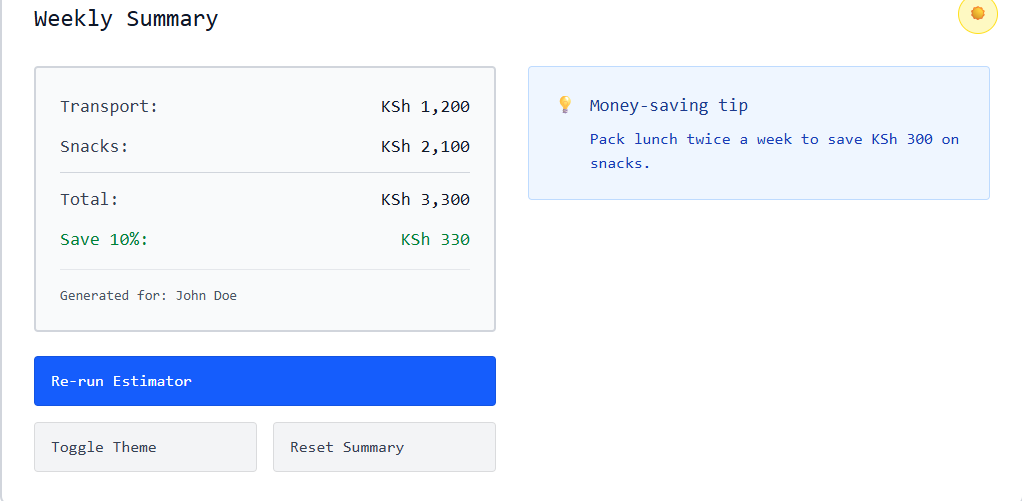 Weekly Summary
Transport: KSh 1,200
Snacks: KSh 2,100
Total: KSh 3,300
Save 10%: KSh 330
Generated for: John Doe
Money-saving tip
Pack lunch twice a week to save KSh 300 on
snacks.
Re-run Estimator
Toggle Theme
Reset Summary